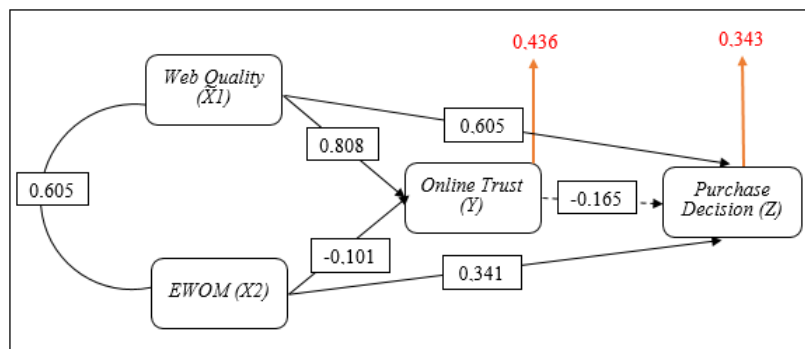 0,436
0,343
Web Quality
(X1)
0,605
0,808
0,605
Online Trust
(Y)
-0,165
Purchase
Decision (Z)
-0,101
EWOM (X2)
0,341